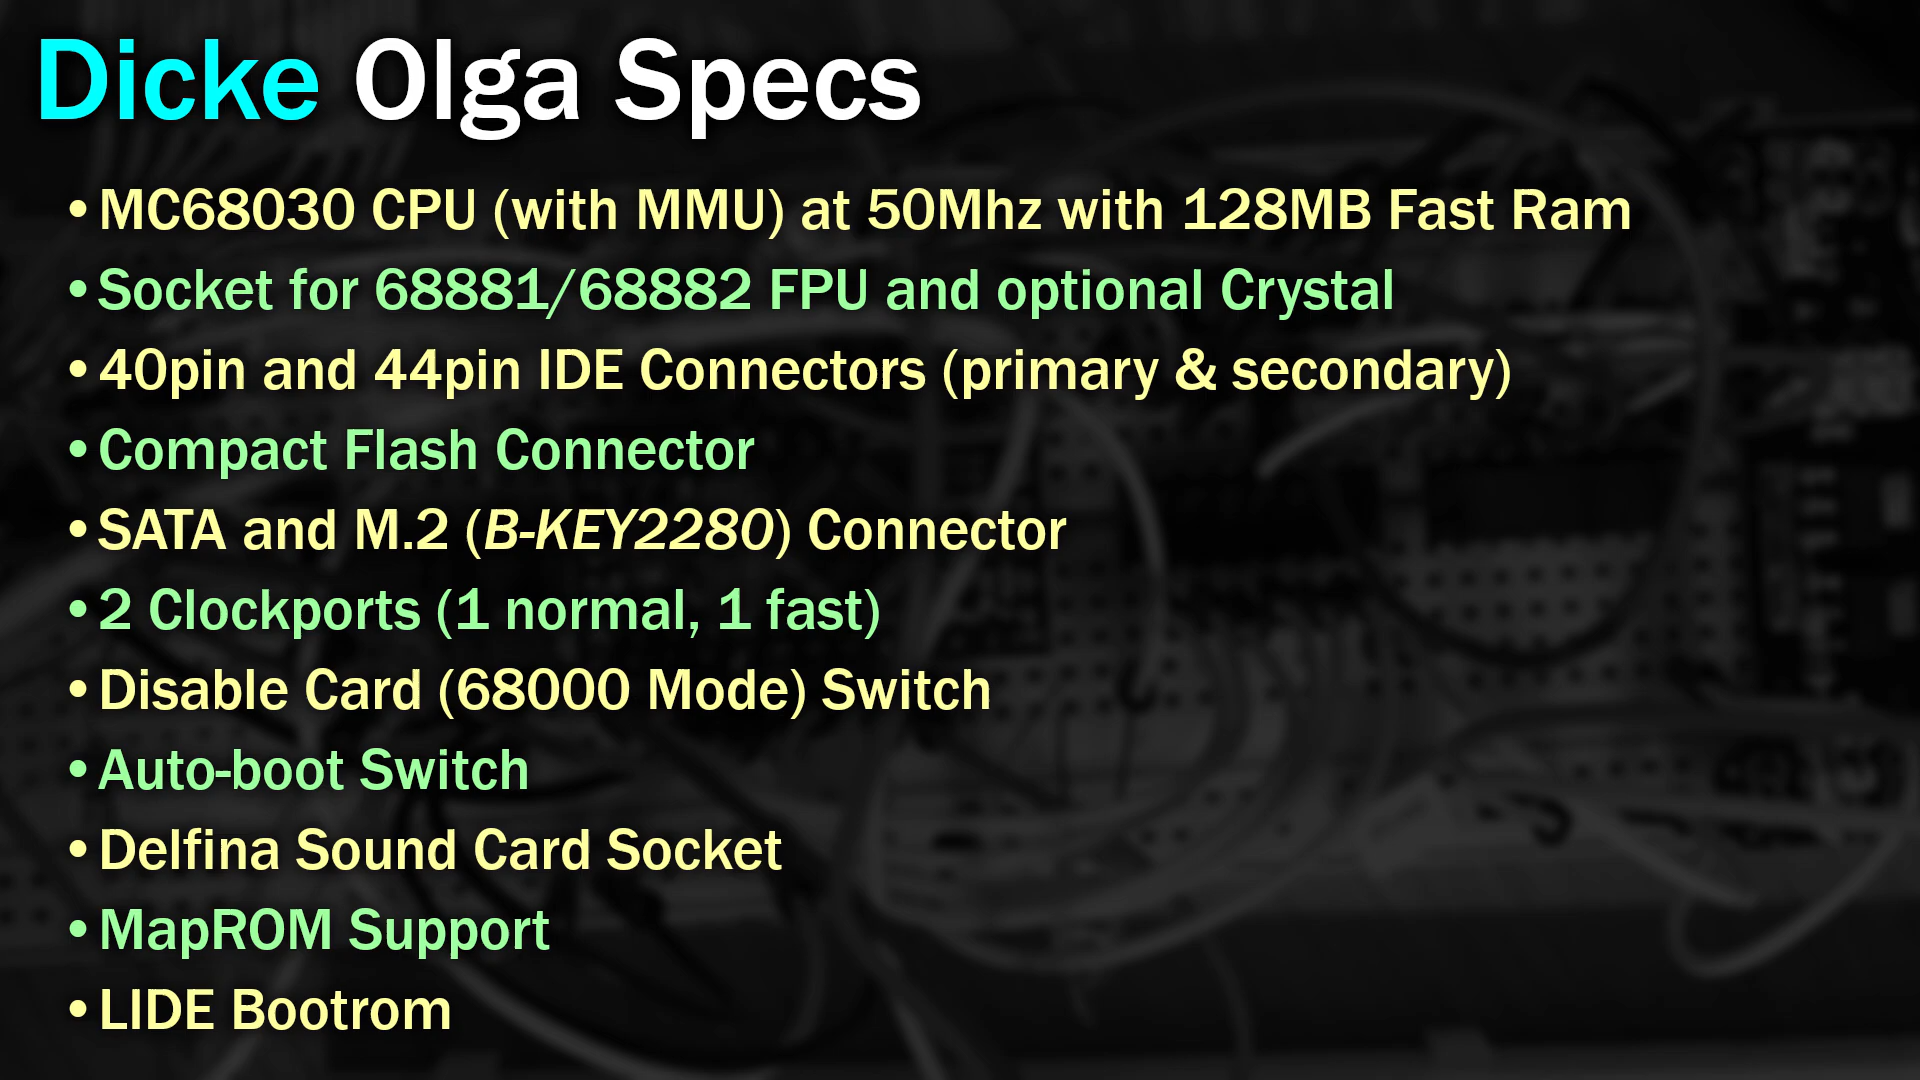 Dicke Olga Specs
•MC68030 CPU (with MMU) at 50Mhz with 128MB Fast Ram
•Socket for 68881/68882 FPU and optional Crystal
•40pin and 44pin IDE Connectors (primary & secondary)
•Compact Flash Connector
•SATA and M.2 (B-KEY2280) Connector
•2 Clockports (1 normal, 1 fast)
•Disable Card (68000 Mode) Switch
•Auto-boot Switch
•Delfina Sound Card Socket
•MapROM Support
•LIDE Bootrom